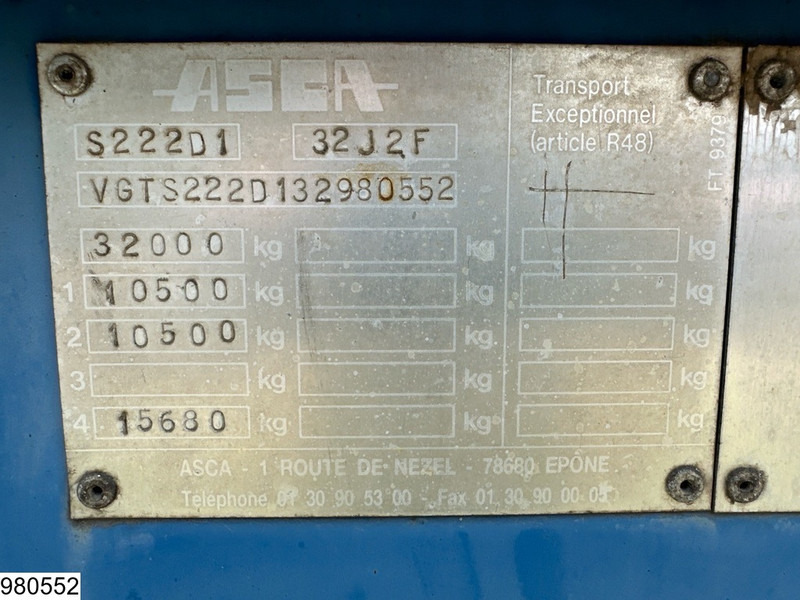 ASCA
Transport
Exceptionnel
(article R48)
FT 9379
S222D1 32J2F
VGTS222D132980552
32000 kg kg kg
1 10500 kg kg kg
2 10500 kg kg kg
3 kg kg kg
4 15680 kg kg kg
ASCA - 1 ROUTE DE NEZEL - 78680 EPONE
Téléphone 01 30 90 53 00 - Fax 01 30 90 00 05
980552